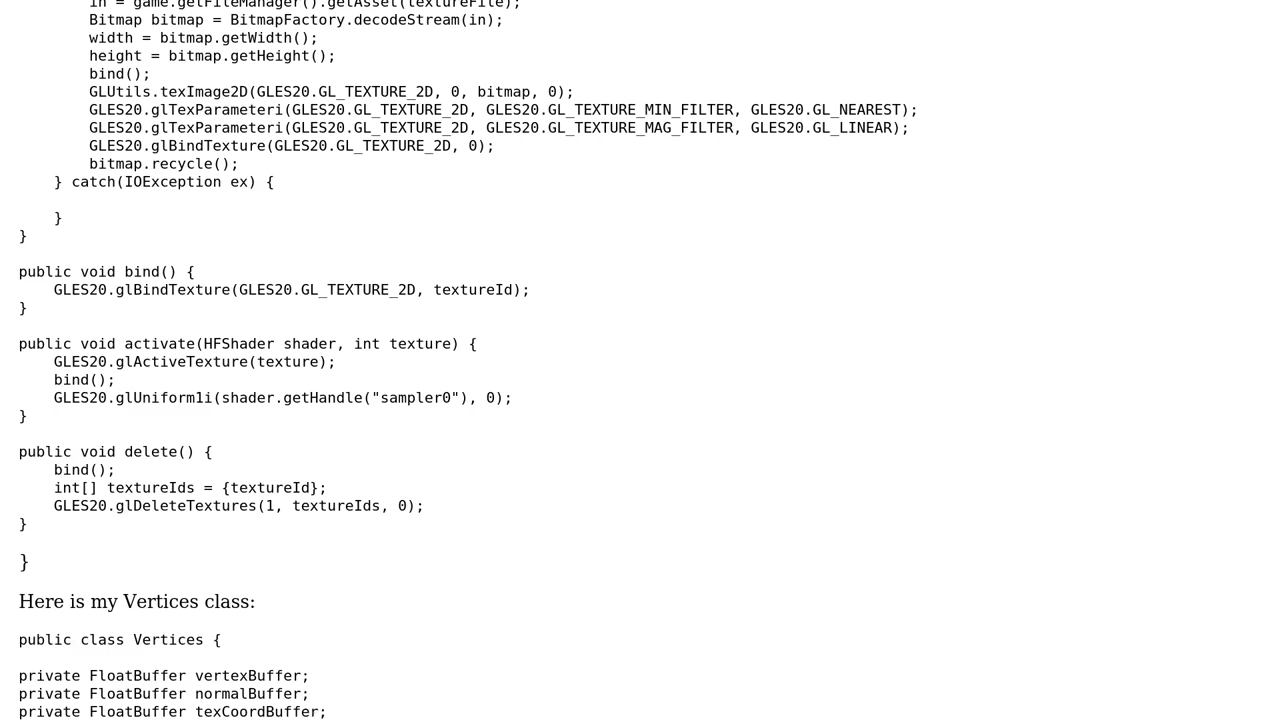 in = game.getFileManager().getAsset(textureFile);
Bitmap bitmap = BitmapFactory.decodeStream(in);
width = bitmap.getWidth();
height = bitmap.getHeight();
bind();
GLUtils.texImage2D(GLES20.GL_TEXTURE_2D, 0, bitmap, 0);
GLES20.glTexParameteri(GLES20.GL_TEXTURE_2D, GLES20.GL_TEXTURE_MIN_FILTER, GLES20.GL_NEAREST);
GLES20.glTexParameteri(GLES20.GL_TEXTURE_2D, GLES20.GL_TEXTURE_MAG_FILTER, GLES20.GL_LINEAR);
GLES20.glBindTexture(GLES20.GL_TEXTURE_2D, 0);
bitmap.recycle();
} catch(IOException ex) {
}
}
public void bind() {
GLES20.glBindTexture(GLES20.GL_TEXTURE_2D, textureId);
}
public void activate(HFShader shader, int texture) {
GLES20.glActiveTexture(texture);
bind();
GLES20.glUniform1i(shader.getHandle("sampler0"), 0);
}
public void delete() {
bind();
int[] textureIds = {textureId};
GLES20.glDeleteTextures(1, textureIds, 0);
}
}
Here is my Vertices class:
public class Vertices {
private FloatBuffer vertexBuffer;
private FloatBuffer normalBuffer;
private FloatBuffer texCoordBuffer;